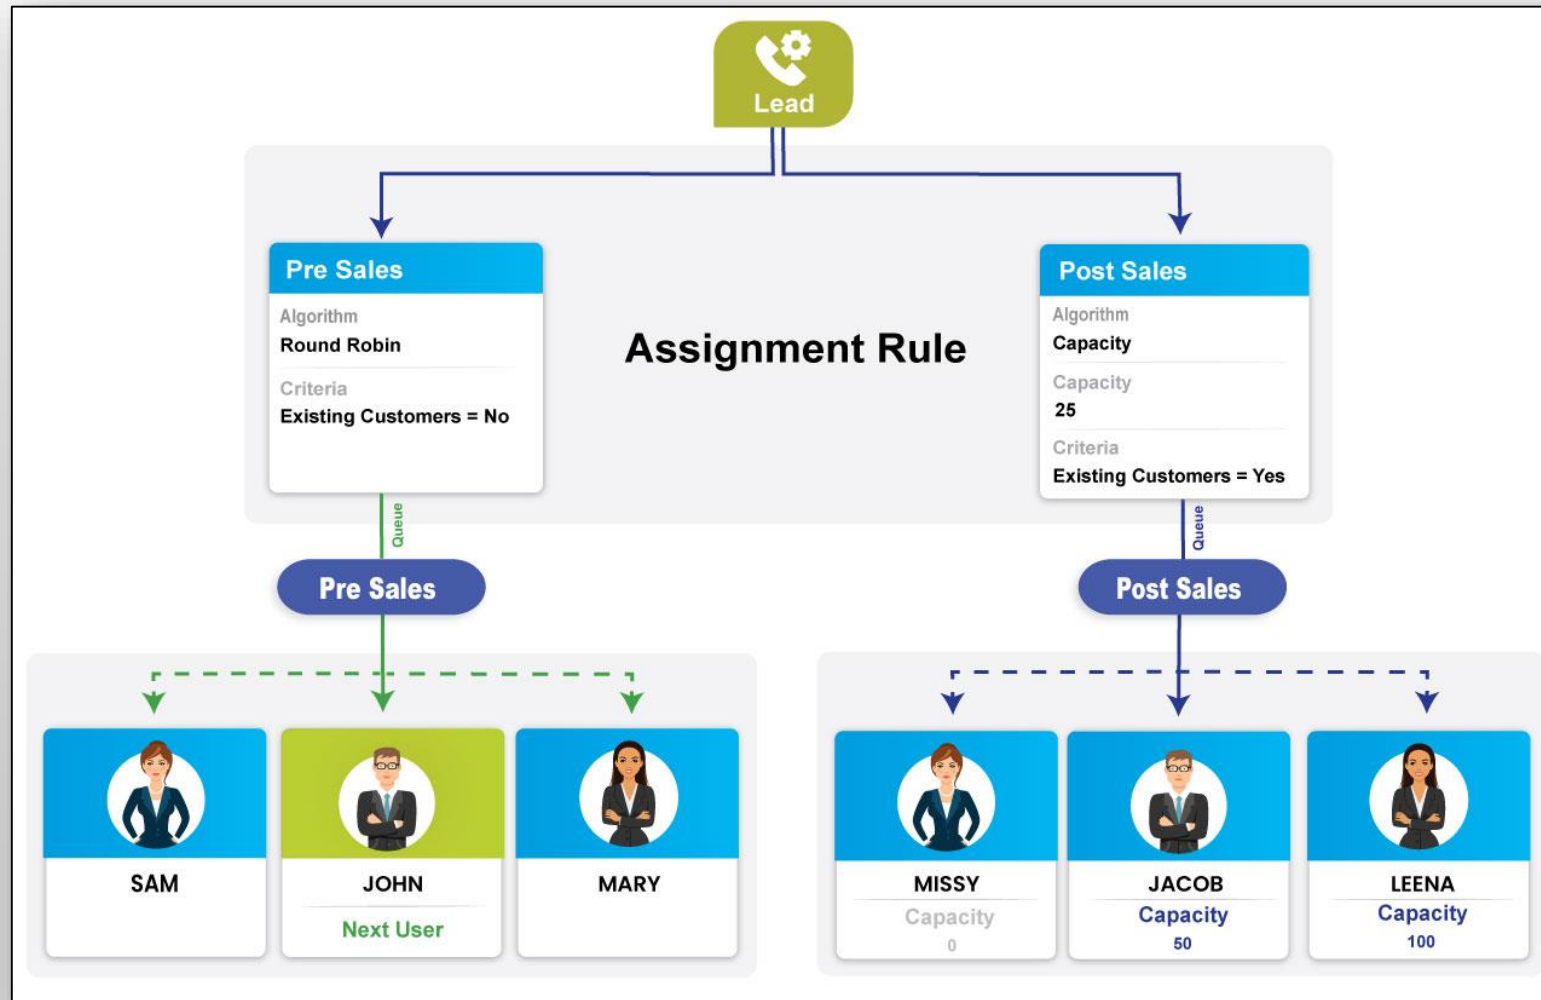 Lead
Pre Sales
Algorithm
Round Robin
Criteria
Existing Customers = No
Assignment Rule
Post Sales
Algorithm
Capacity
Capacity
25
Criteria
Existing Customers = Yes
Queue
Pre Sales
Queue
Post Sales
SAM
JOHN
Next User
MARY
MISSY
Capacity
0
JACOB
Capacity
50
LEENA
Capacity
100